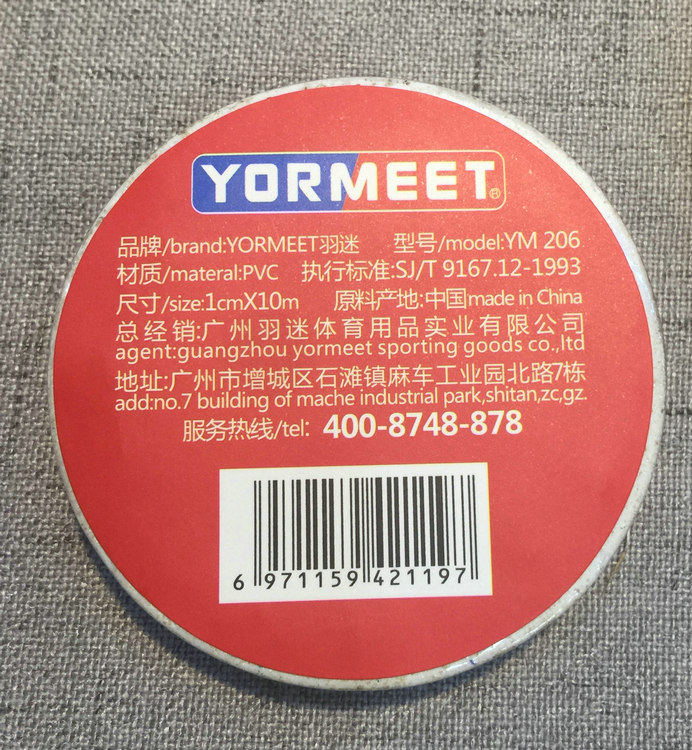 YORMEET®
品牌/brand:YORMEET羽迷 型号/model:YM 206
材质/materal:PVC 执行标准:SJ/T 9167.12-1993
尺寸/size:1cmX10m 原料产地:中国made in China
总经销:广州羽迷体育用品实业有限公司
agent:guangzhou yormeet sporting goods co.,ltd
地址:广州市增城区石滩镇麻车工业园北路7栋
add:no.7 building of mache industrial park,shitan,zc,gz.
服务热线/tel: 400-8748-878
6 971159 421197